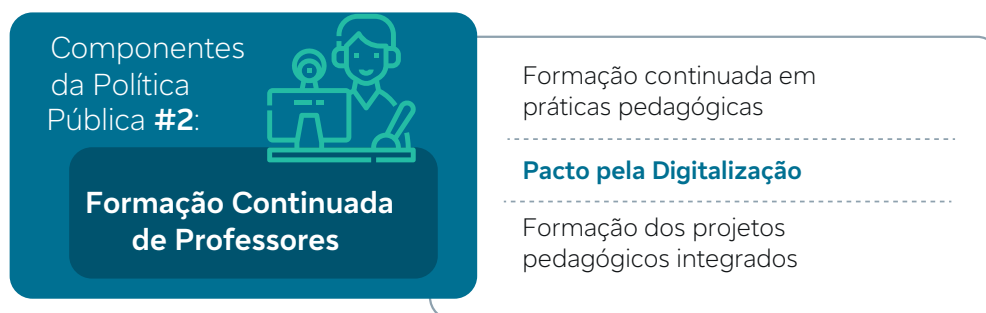 Componentes
da Política
Pública #2:
Formação Continuada
de Professores
Formação continuada em
práticas pedagógicas
Pacto pela Digitalização
Formação dos projetos
pedagógicos integrados